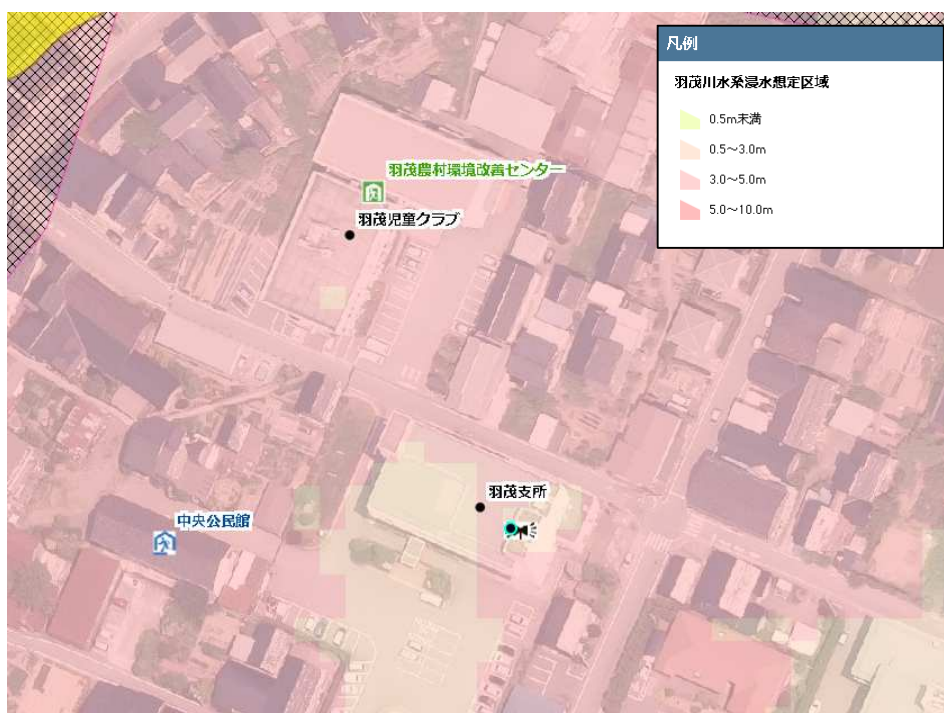 凡例
羽茂川水系浸水想定区域
0.5m未満
0.5～3.0m
3.0～5.0m
5.0～10.0m
羽茂農村環境改善センター
羽茂児童クラブ
羽茂支所
中央公民館